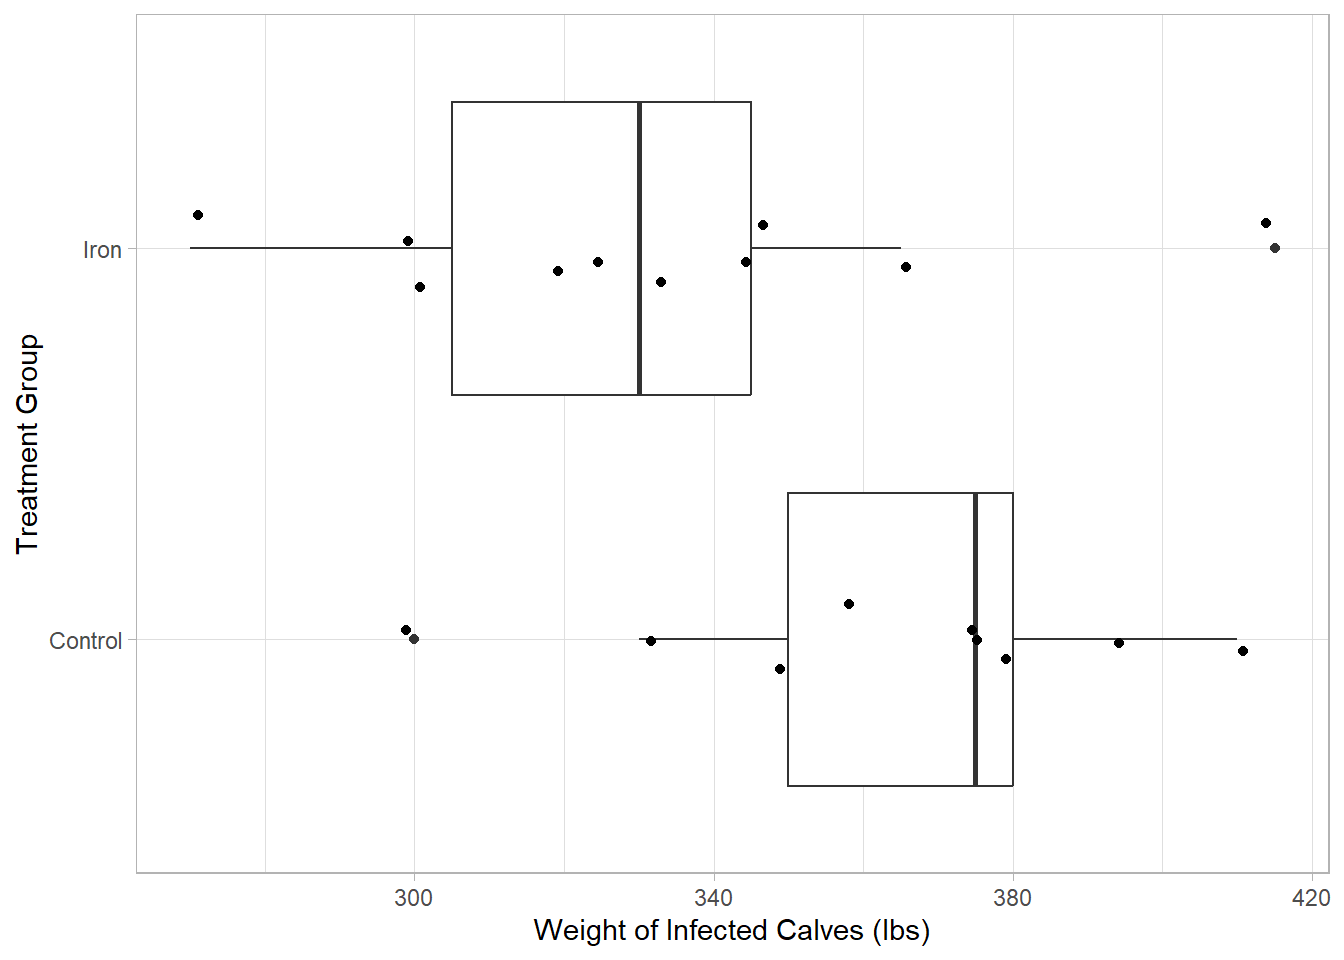 Treatment Group
Iron
Control
300 340 380 420
Weight of Infected Calves (lbs)